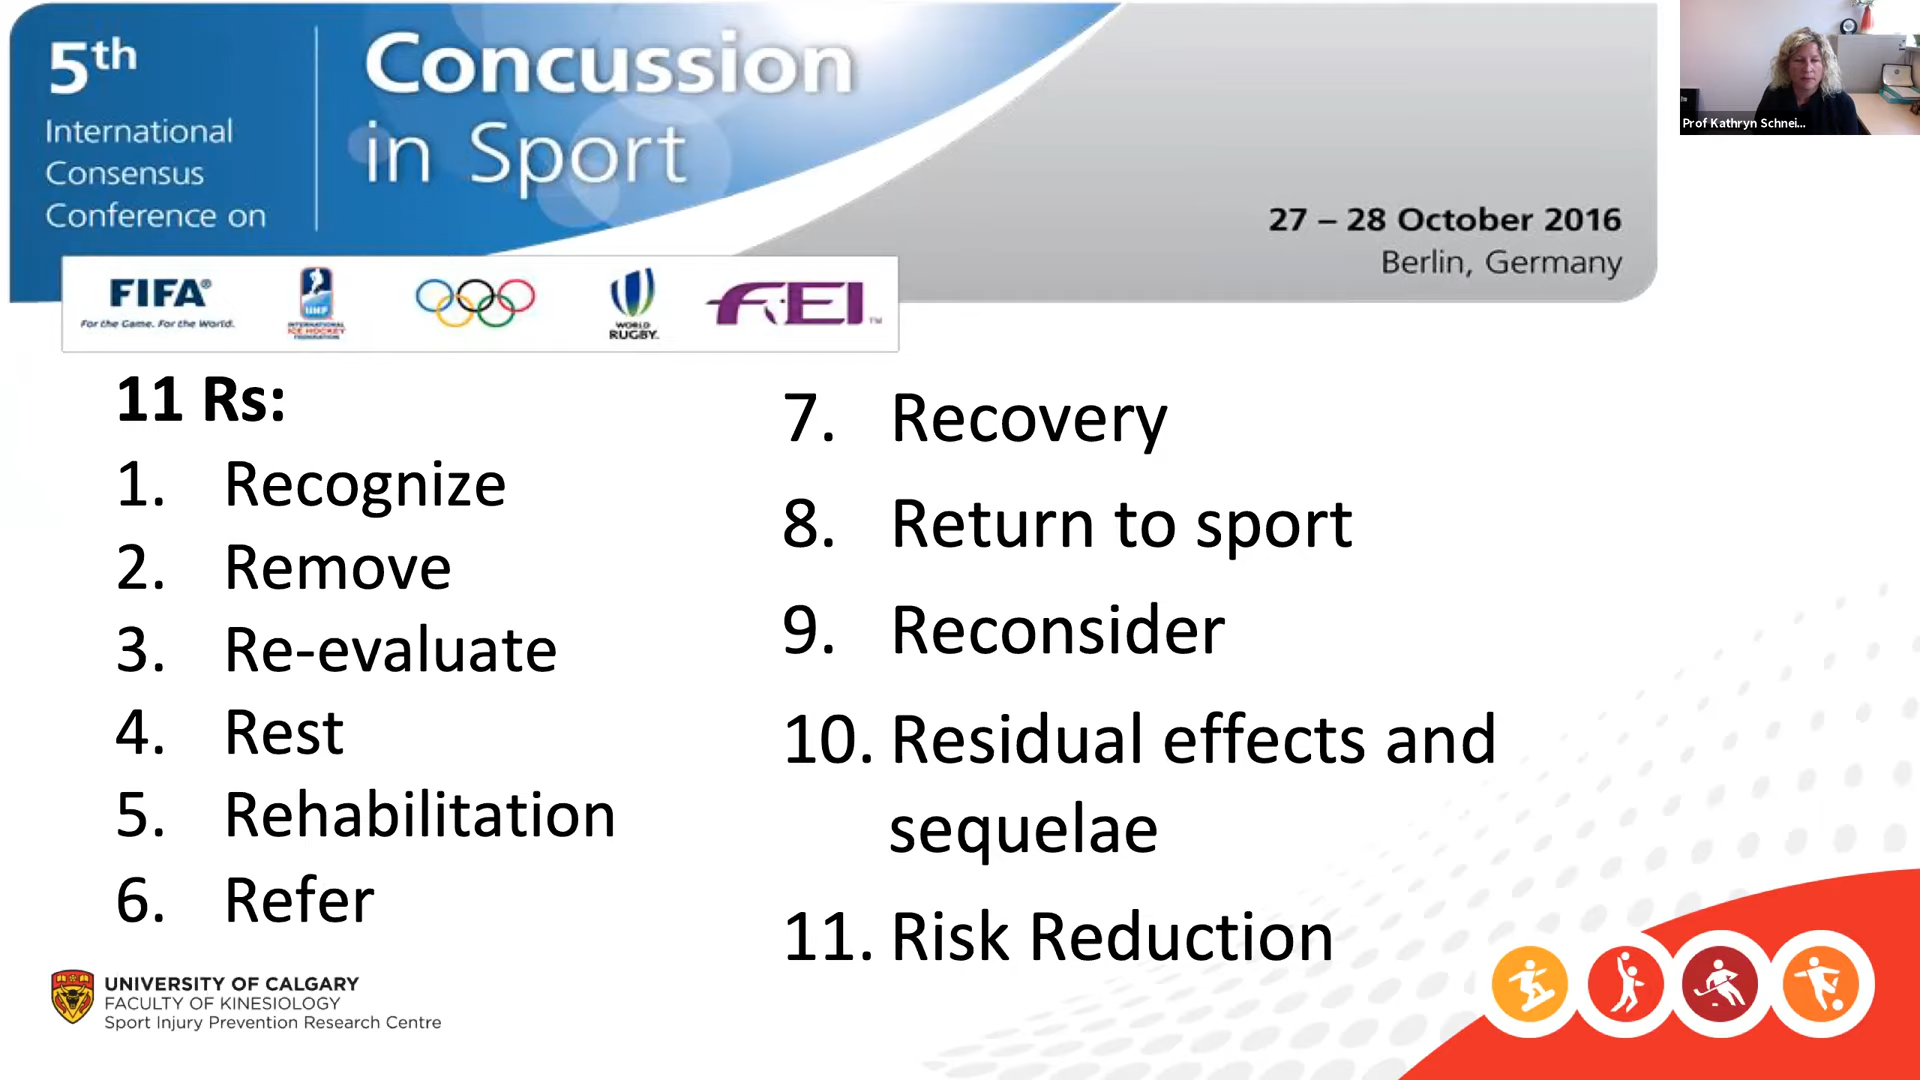 5th
International
Consensus
Conference on
Concussion
in Sport
27 – 28 October 2016
Berlin, Germany
Prof Kathryn Schnei...
FIFA®
For the Game. For the World.
IIHF
INTERNATIONAL
ICE HOCKEY
FEDERATION
WORLD
RUGBY™
FEI™
11 Rs:
1. Recognize
2. Remove
3. Re-evaluate
4. Rest
5. Rehabilitation
6. Refer
7. Recovery
8. Return to sport
9. Reconsider
10. Residual effects and
sequelae
11. Risk Reduction
UNIVERSITY OF CALGARY
FACULTY OF KINESIOLOGY
Sport Injury Prevention Research Centre